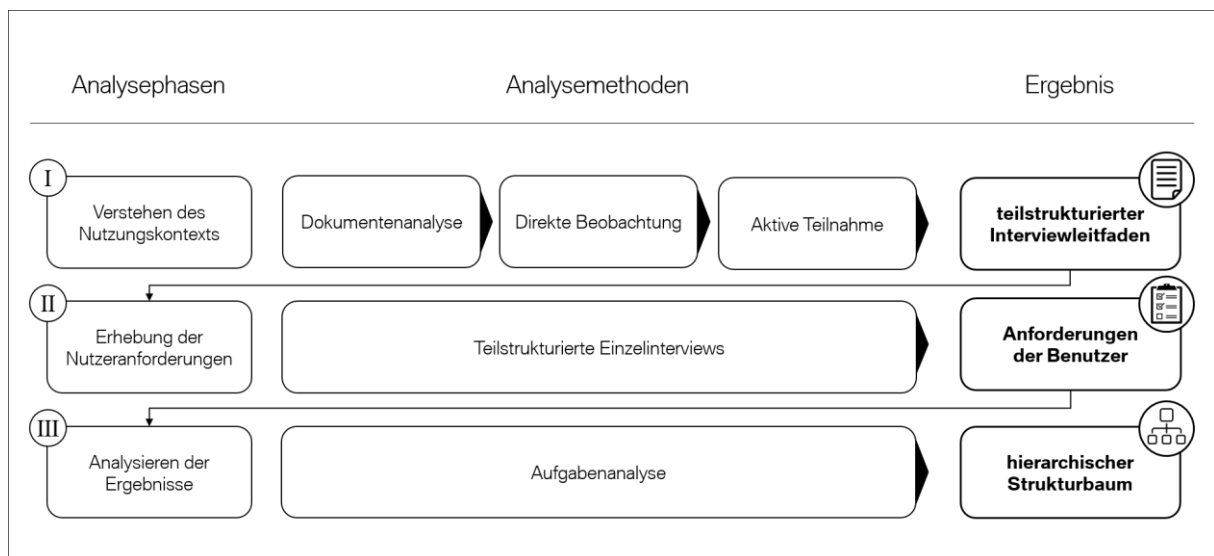 Analysephasen
Analysemethoden
Ergebnis
I
Verstehen des
Nutzungskontexts
Dokumentenanalyse
Direkte Beobachtung
Aktive Teilnahme
teilstrukturierter
Interviewleitfaden
II
Erhebung der
Nutzeranforderungen
Teilstrukturierte Einzelinterviews
Anforderungen
der Benutzer
III
Analysieren der
Ergebnisse
Aufgabenanalyse
hierarchischer
Strukturbaum